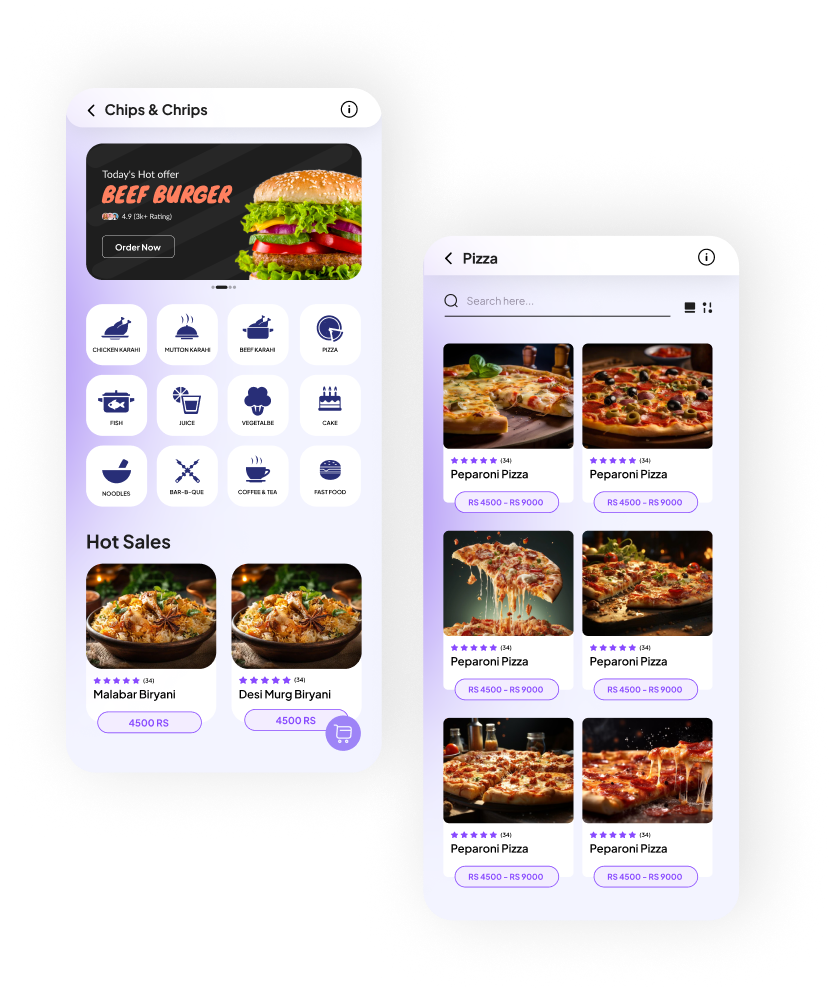 Chips & Chrips
Today's Hot offer
BEEF BURGER
4.9 (3k+ Rating)
Order Now
CHICKEN KARAHI
MUTTON KARAHI
BEEF KARAHI
PIZZA
FISH
JUICE
VEGETALBE
CAKE
NOODLES
BAR-B-QUE
COFFEE & TEA
FAST FOOD
Hot Sales
(34)
Malabar Biryani
4500 RS
(34)
Desi Murg Biryani
4500 RS
Pizza
Search here...
(34)
Peparoni Pizza
RS 4500 - RS 9000
(34)
Peparoni Pizza
RS 4500 - RS 9000
(34)
Peparoni Pizza
RS 4500 - RS 9000
(34)
Peparoni Pizza
RS 4500 - RS 9000
(34)
Peparoni Pizza
RS 4500 - RS 9000
(34)
Peparoni Pizza
RS 4500 - RS 9000